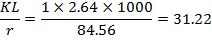 KL/r = 1 × 2.64 × 1000/84.56 = 31.22